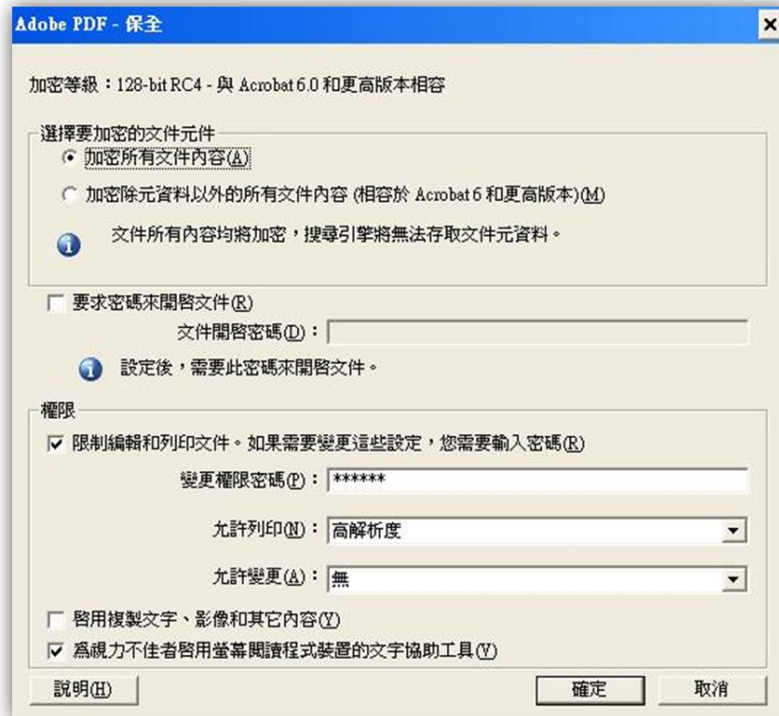 Adobe PDF - 保全
加密等級：128-bit RC4 - 與 Acrobat 6.0 和更高版本相容
選擇要加密的文件元件
加密所有文件內容(A)
加密除元資料以外的所有文件內容 (相容於 Acrobat 6 和更高版本)(M)
文件所有內容均將加密，搜尋引擎將無法存取文件元資料。
要求密碼來開啓文件(R)
文件開啓密碼(D)：
設定後，需要此密碼來開啓文件。
權限
限制編輯和列印文件。如果需要變更這些設定，您需要輸入密碼(R)
變更權限密碼(P)：******
允許列印(N)：高解析度
允許變更(A)：無
啓用複製文字、影像和其它內容(Y)
爲視力不佳者啓用螢幕閱讀程式裝置的文字協助工具(V)
說明(H) 確定 取消